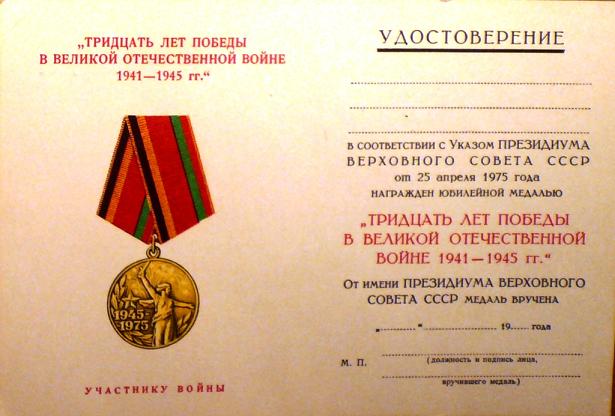 „ТРИДЦАТЬ ЛЕТ ПОБЕДЫ
В ВЕЛИКОЙ ОТЕЧЕСТВЕННОЙ ВОЙНЕ
1941—1945 гг.“
1945-
1975
УЧАСТНИКУ ВОЙНЫ
УДОСТОВЕРЕНИЕ
В СООТВЕТСТВИИ С УКАЗОМ ПРЕЗИДИУМА
ВЕРХОВНОГО СОВЕТА СССР
от 25 апреля 1975 года
НАГРАЖДЕН ЮБИЛЕЙНОЙ МЕДАЛЬЮ
„ТРИДЦАТЬ ЛЕТ ПОБЕДЫ
В ВЕЛИКОЙ ОТЕЧЕСТВЕННОЙ
ВОЙНЕ 1941—1945 гг.“
ОТ ИМЕНИ ПРЕЗИДИУМА ВЕРХОВНОГО
СОВЕТА СССР МЕДАЛЬ ВРУЧЕНА
„........“ .................... 19...... года
М. П.
(должность и подпись лица,
вручившего медаль)